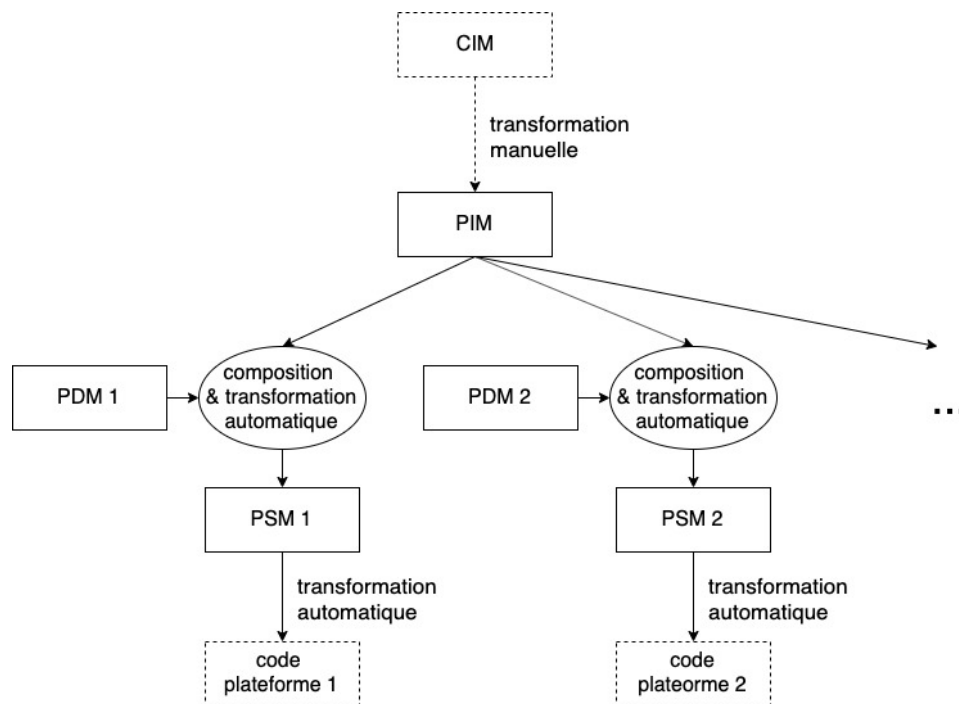 CIM
transformation
manuelle
PIM
PDM 1
composition
& transformation
automatique
PDM 2
composition
& transformation
automatique
...
PSM 1
PSM 2
transformation
automatique
transformation
automatique
code
plateforme 1
code
plateorme 2